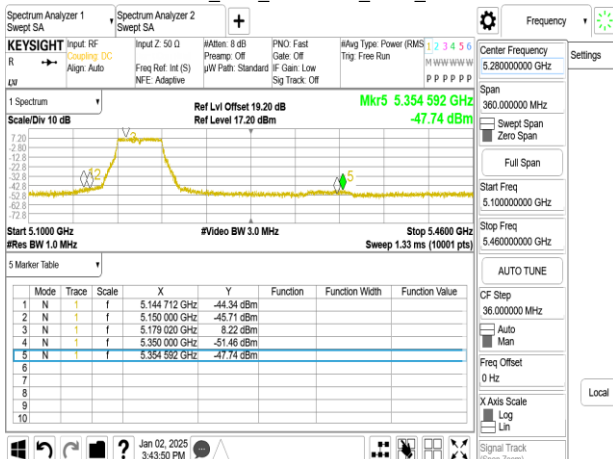 Spectrum Analyzer 1
Swept SA
Spectrum Analyzer 2
Swept SA
+
Frequency
KEYSIGHT
R
Input: RF
Coupling: DC
Align: Auto
Input Z: 50 Ω
Freq Ref: Int (S)
NFE: Adaptive
#Atten: 8 dB
Preamp: Off
µW Path: Standard
PNO: Fast
Gate: Off
IF Gain: Low
Sig Track: Off
#Avg Type: Power (RMS
Trig: Free Run
1 2 3 4 5 6
M W W W W W
P P P P P P
1 Spectrum
Scale/Div 10 dB
Ref Lvl Offset 19.20 dB
Ref Level 17.20 dBm
Mkr5 5.354 592 GHz
-47.74 dBm
7.20
-2.80
-12.8
-22.8
-32.8
-42.8
-52.8
-62.8
-72.8
2
3
5
Start 5.1000 GHz
#Res BW 1.0 MHz
#Video BW 3.0 MHz
Stop 5.4600 GHz
Sweep 1.33 ms (10001 pts)
5 Marker Table
Mode Trace Scale X Y Function Function Width Function Value
1 N 1 f 5.144 712 GHz -44.34 dBm
2 N 1 f 5.150 000 GHz -45.71 dBm
3 N 1 f 5.179 020 GHz 8.22 dBm
4 N 1 f 5.350 000 GHz -51.46 dBm
5 N 1 f 5.354 592 GHz -47.74 dBm
6
7
8
9
10
Jan 02, 2025
3:43:50 PM
?
Center Frequency
5.280000000 GHz
Span
360.000000 MHz
Swept Span
Zero Span
Full Span
Start Freq
5.100000000 GHz
Stop Freq
5.460000000 GHz
AUTO TUNE
CF Step
36.000000 MHz
Auto
Man
Freq Offset
0 Hz
X Axis Scale
Log
Lin
Signal Track
Settings
Local